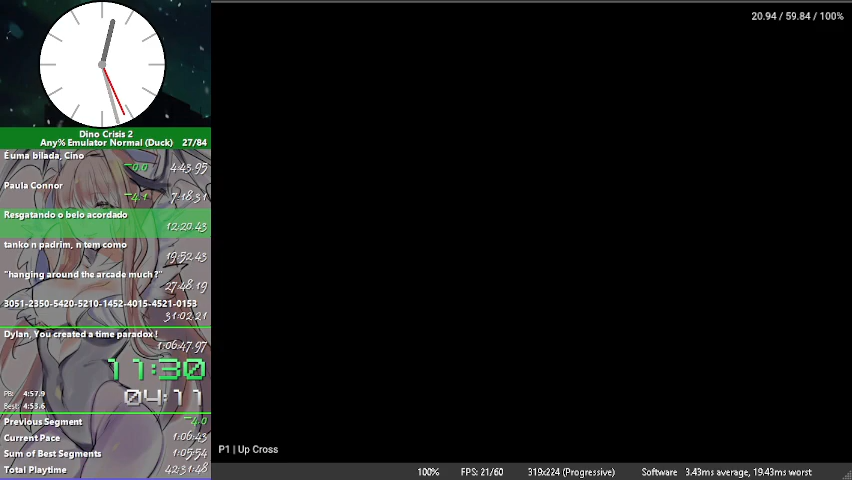 20.94 / 59.84 / 100%
Dino Crisis 2
Any% Emulator Normal (Duck) 27/84
É uma bilada, Cino
-0.0 4:43.95
Paula Connor
-4.1 7:18.31
Resgatando o belo acordado
12:20.43
tanko n padrim, n tem como
19:52.43
"hanging around the arcade much?"
27:48.19
3051-2350-5420-5210-1452-4015-4521-0153
31:02.21
Dylan, You created a time paradox!
1:06:47.97
11:30
PB: 4:57.9
Best: 4:53.6
04:11
Previous Segment -4.0
Current Pace 1:06:43
Sum of Best Segments 1:05:54
Total Playtime 42:31:48
P1 | Up Cross
100% FPS: 21/60 319x224 (Progressive) Software 3.43ms average, 19.43ms worst